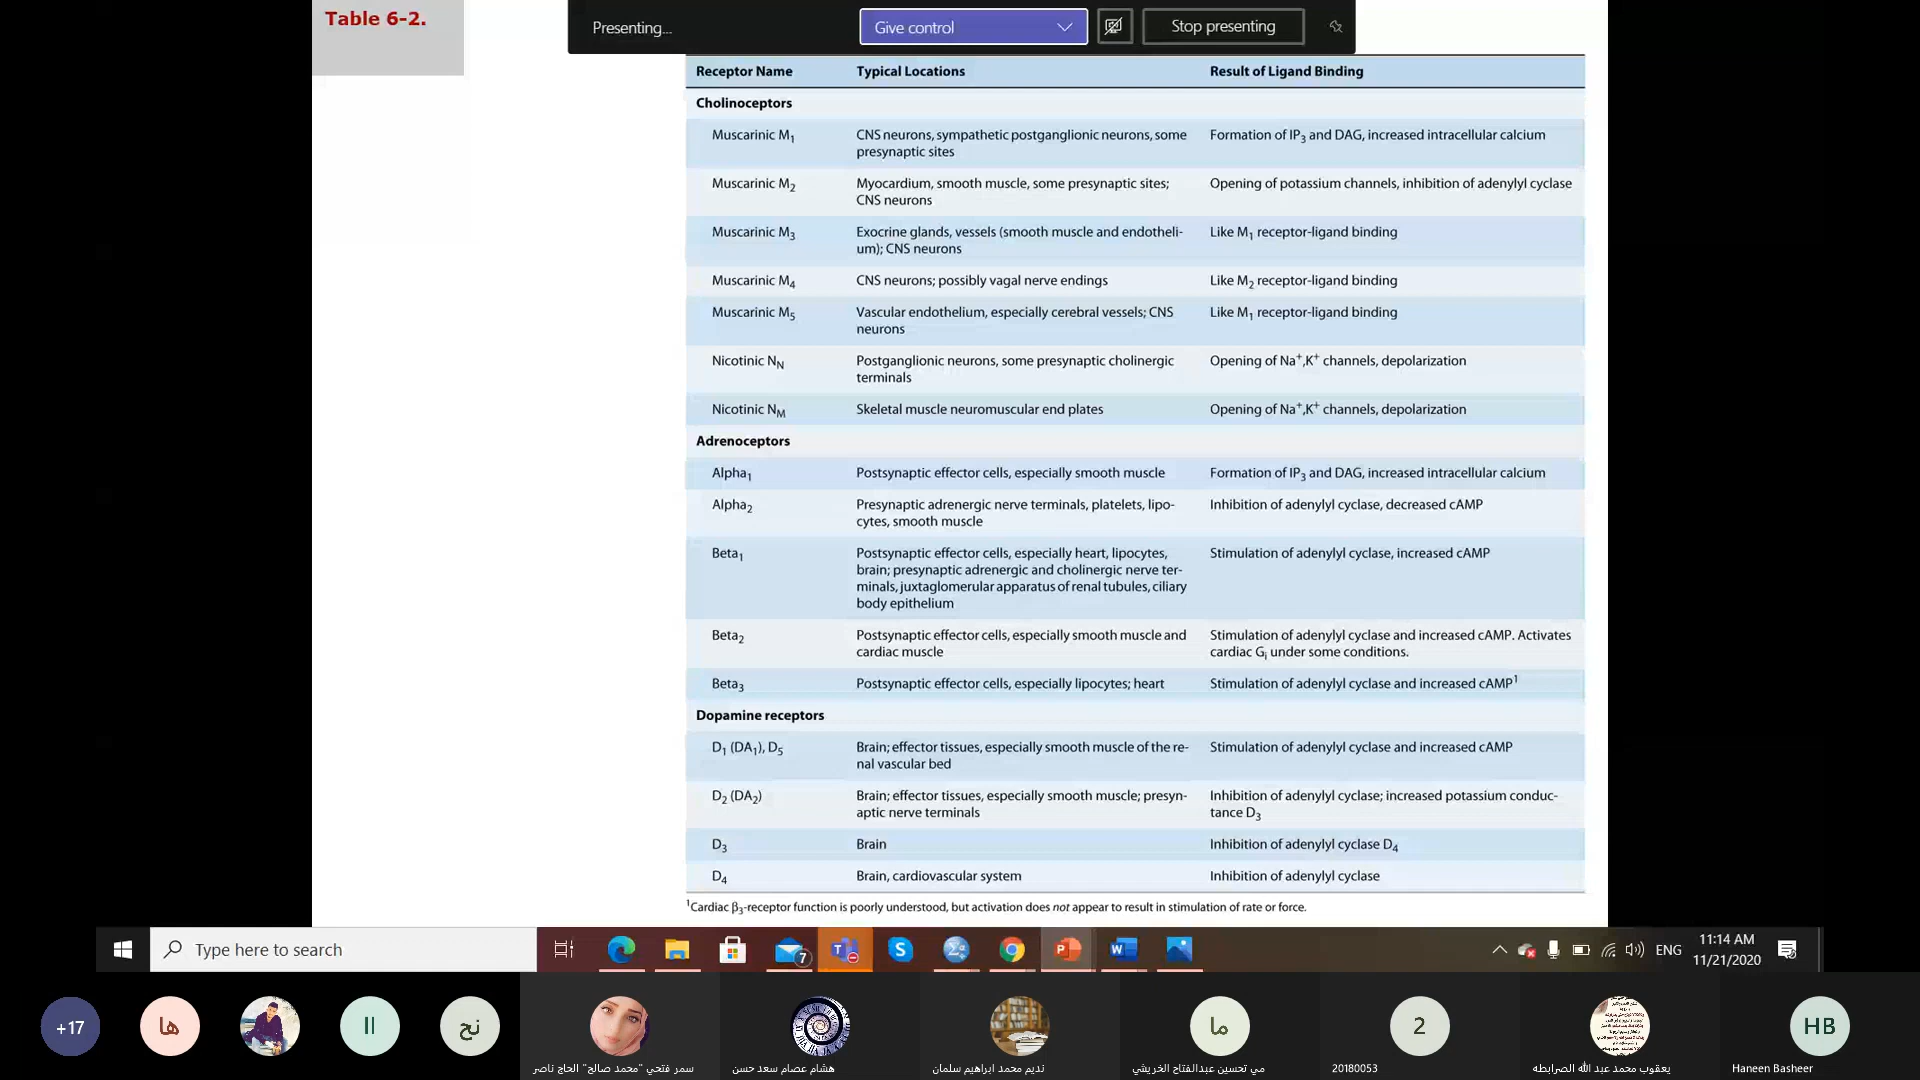 Table 6-2.
Presenting...
Give control
Stop presenting
Receptor Name Typical Locations Result of Ligand Binding
Cholinoceptors
Muscarinic M1 CNS neurons, sympathetic postganglionic neurons, some Formation of IP3 and DAG, increased intracellular calcium
presynaptic sites
Muscarinic M2 Myocardium, smooth muscle, some presynaptic sites; Opening of potassium channels, inhibition of adenylyl cyclase
CNS neurons
Muscarinic M3 Exocrine glands, vessels (smooth muscle and endotheli- Like M1 receptor-ligand binding
um); CNS neurons
Muscarinic M4 CNS neurons; possibly vagal nerve endings Like M2 receptor-ligand binding
Muscarinic M5 Vascular endothelium, especially cerebral vessels; CNS Like M1 receptor-ligand binding
neurons
Nicotinic NN Postganglionic neurons, some presynaptic cholinergic Opening of Na+,K+ channels, depolarization
terminals
Nicotinic NM Skeletal muscle neuromuscular end plates Opening of Na+,K+ channels, depolarization
Adrenoceptors
Alpha1 Postsynaptic effector cells, especially smooth muscle Formation of IP3 and DAG, increased intracellular calcium
Alpha2 Presynaptic adrenergic nerve terminals, platelets, lipo- Inhibition of adenylyl cyclase, decreased cAMP
cytes, smooth muscle
Beta1 Postsynaptic effector cells, especially heart, lipocytes, Stimulation of adenylyl cyclase, increased cAMP
brain; presynaptic adrenergic and cholinergic nerve ter-
minals, juxtaglomerular apparatus of renal tubules, ciliary
body epithelium
Beta2 Postsynaptic effector cells, especially smooth muscle and Stimulation of adenylyl cyclase and increased cAMP. Activates
cardiac muscle cardiac Gi under some conditions.
Beta3 Postsynaptic effector cells, especially lipocytes; heart Stimulation of adenylyl cyclase and increased cAMP1
Dopamine receptors
D1 (DA1), D5 Brain; effector tissues, especially smooth muscle of the re- Stimulation of adenylyl cyclase and increased cAMP
nal vascular bed
D2 (DA2) Brain; effector tissues, especially smooth muscle; presyn- Inhibition of adenylyl cyclase; increased potassium conduc-
aptic nerve terminals tance D3
D3 Brain Inhibition of adenylyl cyclase D4
D4 Brain, cardiovascular system Inhibition of adenylyl cyclase
1Cardiac β3-receptor function is poorly understood, but activation does not appear to result in stimulation of rate or force.
Type here to search
7
ENG
11:14 AM
11/21/2020
+17
ها
اا
نح
ما
2
HB
سمر فتحي "محمد صالح" الحاج ناصر
هشام عصام سعد حسن
نديم محمد ابراهيم سلمان
مي تحسين عبدالفتاح الخريشي
20180053
يعقوب محمد عبد الله الصرابطه
Haneen Basheer